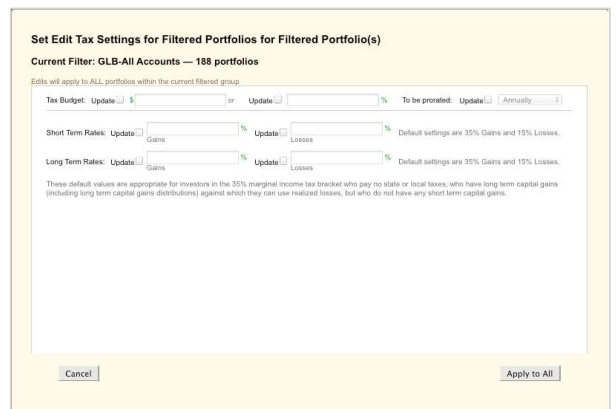 Set Edit Tax Settings for Filtered Portfolios for Filtered Portfolio(s)
Current Filter: GLB-All Accounts — 188 portfolios
Edits will apply to ALL portfolios within the current filtered group
Tax Budget: Update $ or Update % To be prorated: Update Annually
Short Term Rates: Update % Update % Default settings are 35% Gains and 15% Losses.
Gains Losses
Long Term Rates: Update % Update % Default settings are 35% Gains and 15% Losses.
Gains Losses
These default values are appropriate for investors in the 35% marginal income tax bracket who pay no state or local taxes, who have long term capital gains
(including long term capital gains distributions) against which they can use realized losses, but who do not have any short term capital gains.
Cancel Apply to All